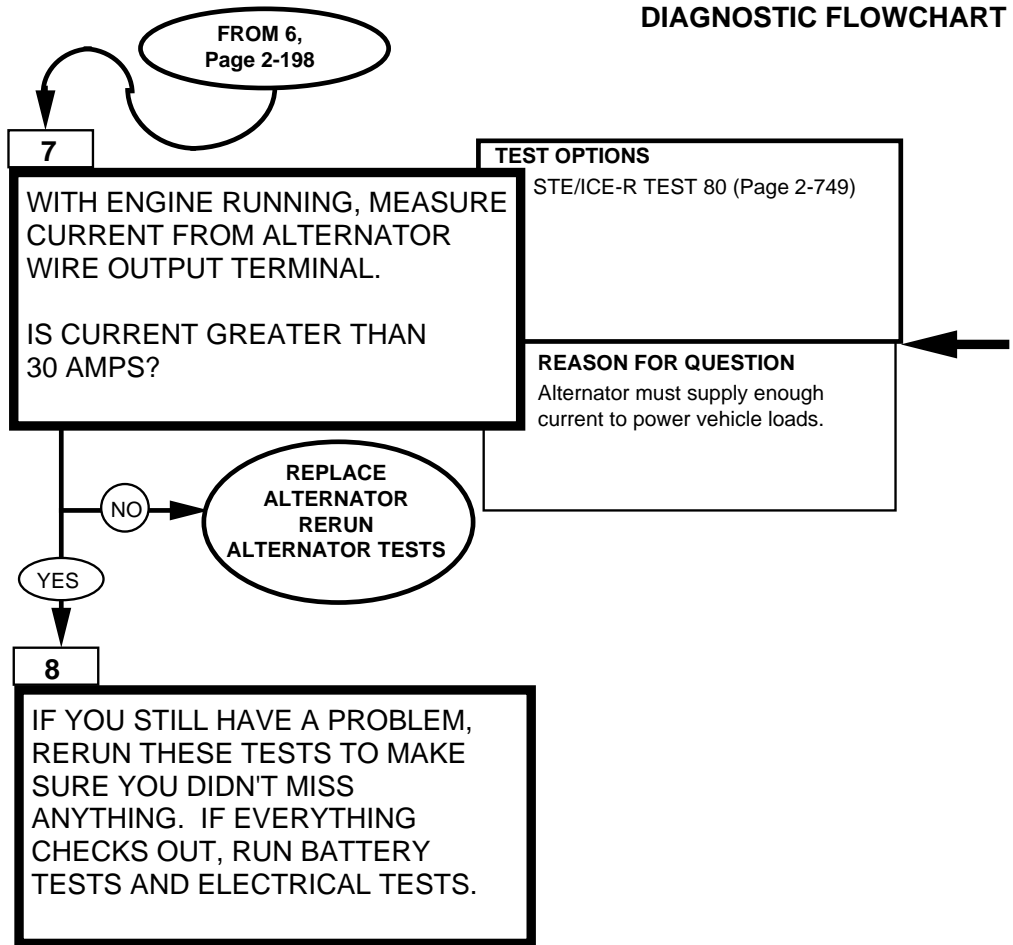 DIAGNOSTIC FLOWCHART
FROM 6,
Page 2-198
7
WITH ENGINE RUNNING, MEASURE
CURRENT FROM ALTERNATOR
WIRE OUTPUT TERMINAL.
IS CURRENT GREATER THAN
30 AMPS?
TEST OPTIONS
STE/ICE-R TEST 80 (Page 2-749)
REASON FOR QUESTION
Alternator must supply enough
current to power vehicle loads.
NO
REPLACE
ALTERNATOR
RERUN
ALTERNATOR TESTS
YES
8
IF YOU STILL HAVE A PROBLEM,
RERUN THESE TESTS TO MAKE
SURE YOU DIDN'T MISS
ANYTHING. IF EVERYTHING
CHECKS OUT, RUN BATTERY
TESTS AND ELECTRICAL TESTS.